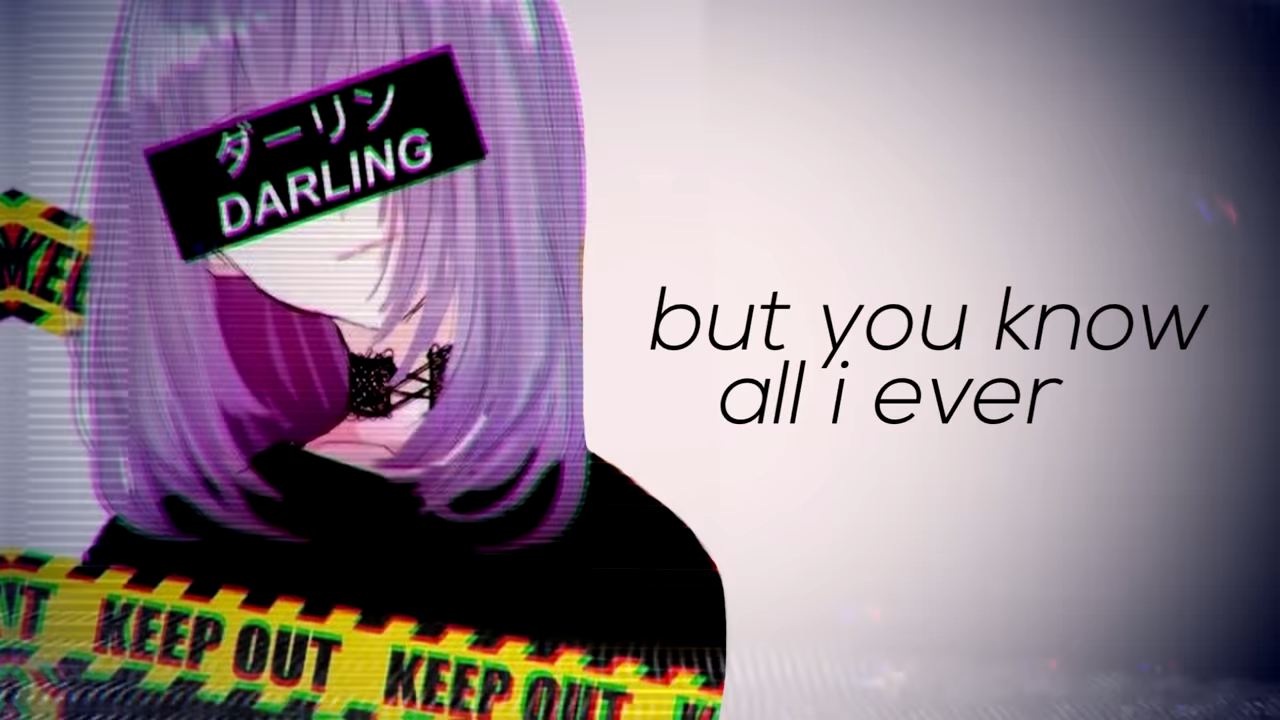 ダーリン
DARLING
but you know
all i ever
KEEP OUT KEEP OUT